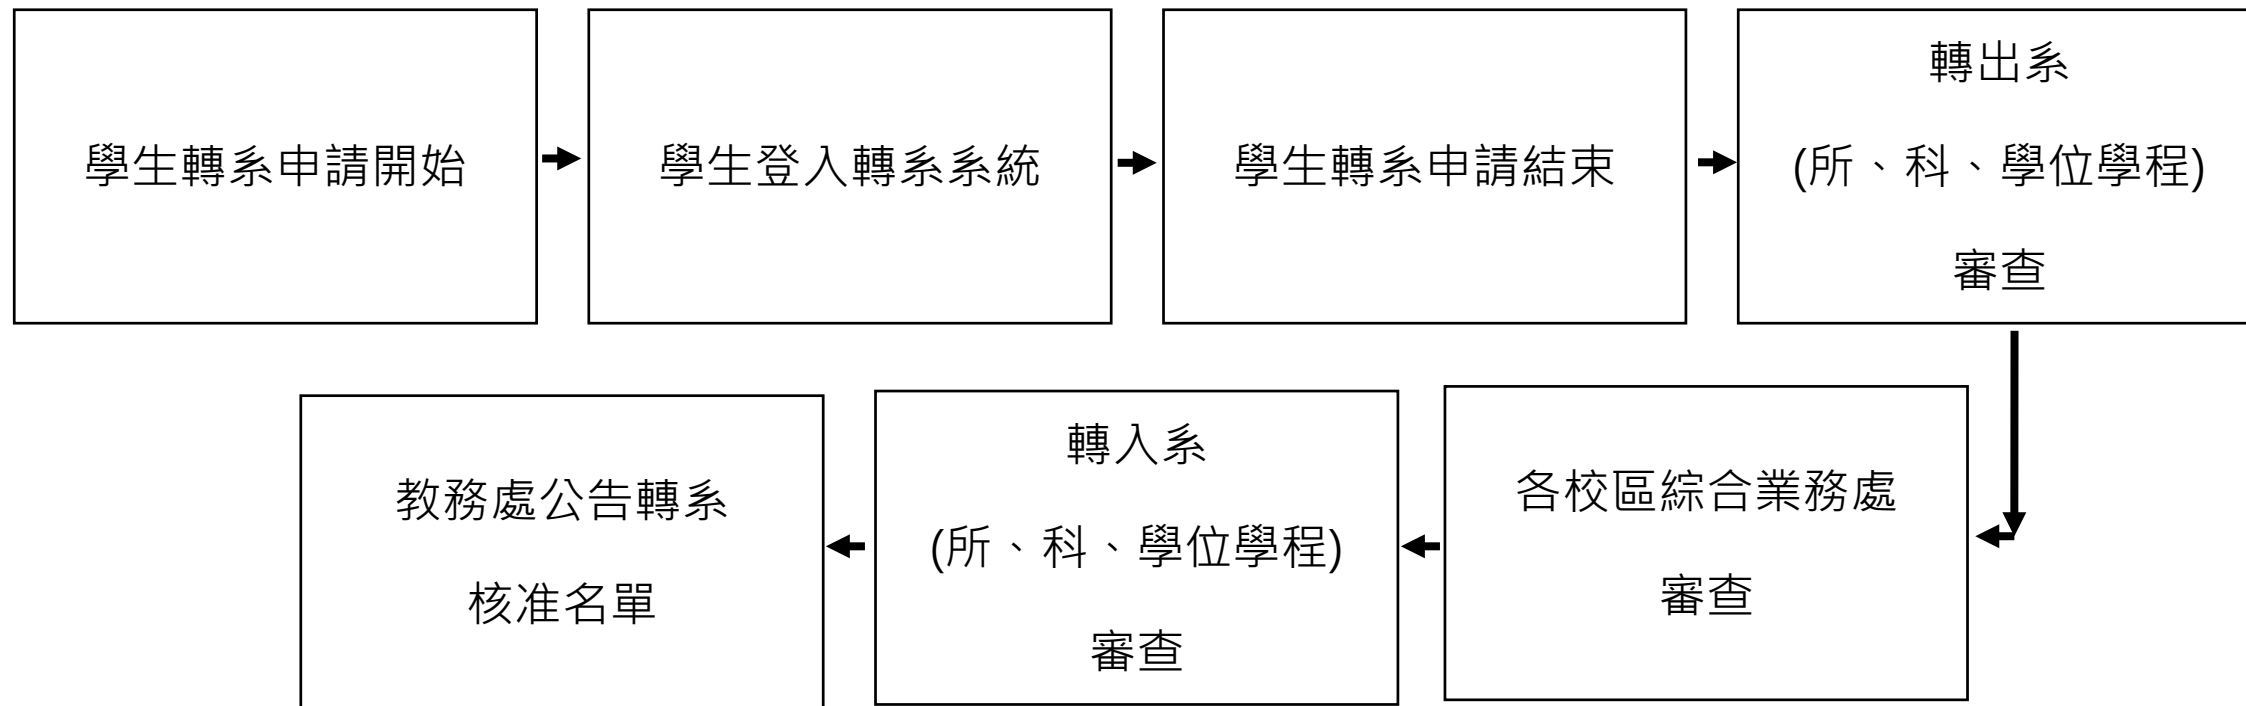 學生轉系申請開始
學生登入轉系系統
學生轉系申請結束
轉出系
(所、科、學位學程)
審查
各校區綜合業務處
審查
轉入系
(所、科、學位學程)
審查
教務處公告轉系
核准名單